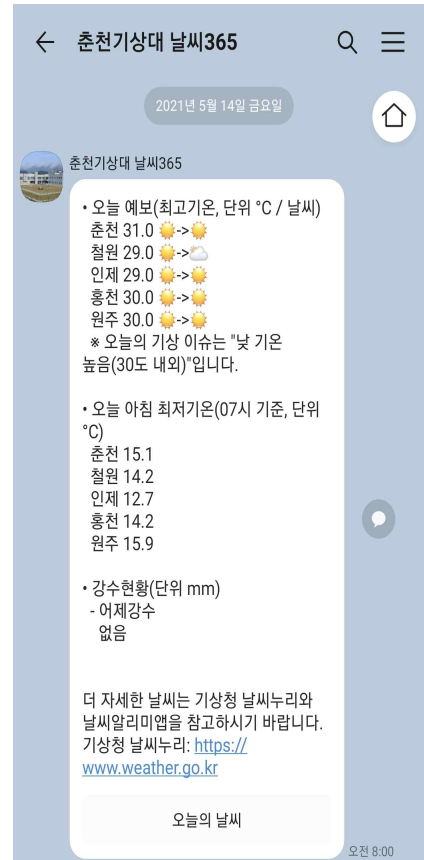 춘천기상대 날씨365
2021년 5월 14일 금요일
춘천기상대 날씨365
• 오늘 예보(최고기온, 단위 °C / 날씨)
춘천 31.0 ☀️->☀️
철원 29.0 ☀️->🌥️
인제 29.0 ☀️->☀️
홍천 30.0 ☀️->☀️
원주 30.0 ☀️->☀️
※ 오늘의 기상 이슈는 "낮 기온
높음(30도 내외)"입니다.
• 오늘 아침 최저기온(07시 기준, 단위
°C)
춘천 15.1
철원 14.2
인제 12.7
홍천 14.2
원주 15.9
• 강수현황(단위 mm)
- 어제강수
없음
더 자세한 날씨는 기상청 날씨누리와
날씨알리미앱을 참고하시기 바랍니다.
기상청 날씨누리: https://
www.weather.go.kr
오늘의 날씨
오전 8:00